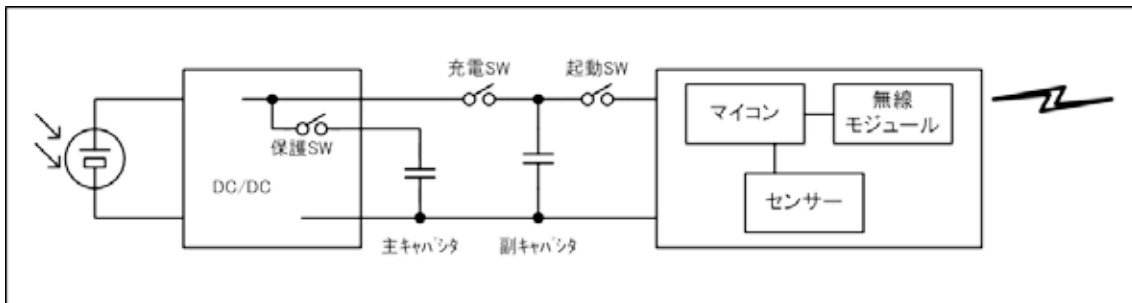 充電SW
起動SW
保護SW
DC/DC
主ｷｬﾊﾟｼﾀ
副ｷｬﾊﾟｼﾀ
マイコン
無線
モジュール
センサー